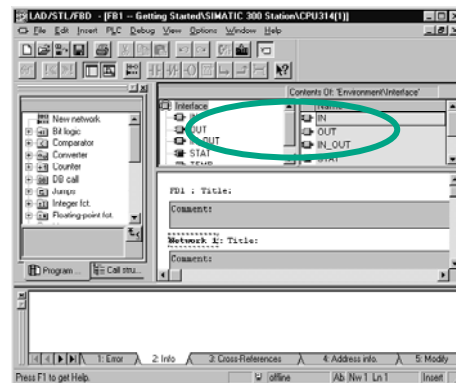 LAD/STL/FBD - [FB1 -- Getting Started\SIMATIC 300 Station\CPU314(1)]
File Edit Insert PLC Debug View Options Window Help
Contents Of: 'Environment\Interface'
Interface
IN
OUT
IN_OUT
STAT
TEMP
Name
IN
OUT
IN_OUT
STAT
New network
Bit logic
Comparator
Converter
Counter
DB call
Jumps
Integer fct.
Floating-point fct.
Program ...
Call stru...
FB1 : Title:
Comment:
Network 1: Title:
Comment:
1: Error
2: Info
3: Cross-References
4: Address info.
5: Modify
Press F1 to get Help.
offline
Ab
Nw 1 Ln 1
Insert